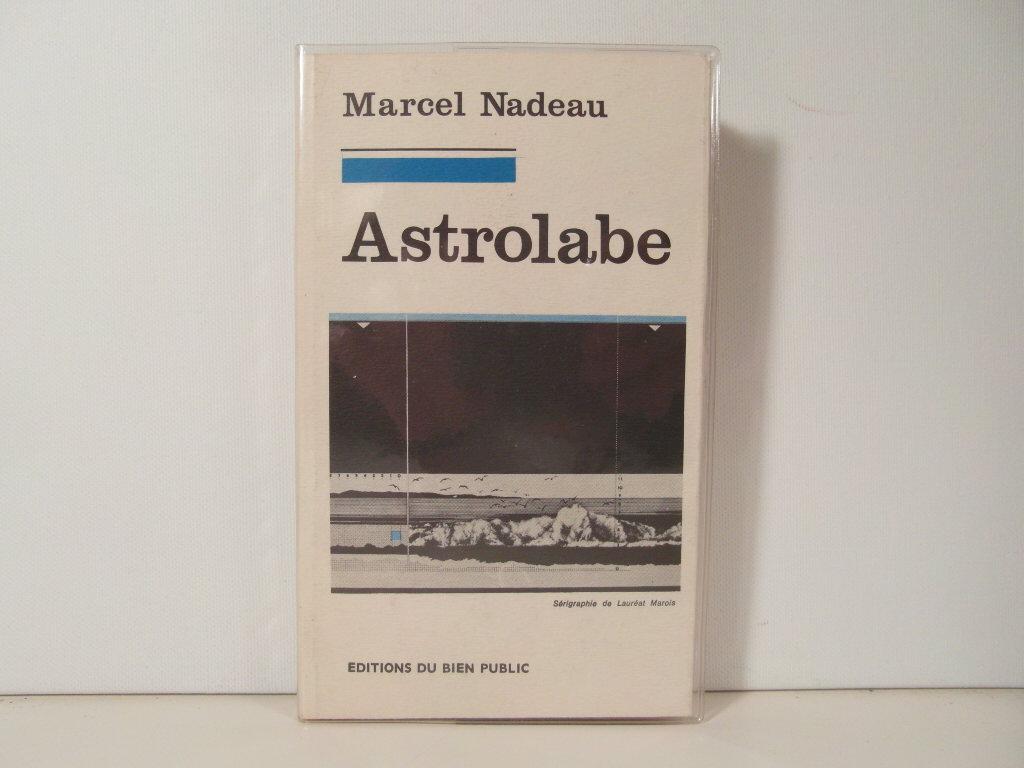 Marcel Nadeau
Astrolabe
Sérigraphie de Lauréat Marois
EDITIONS DU BIEN PUBLIC